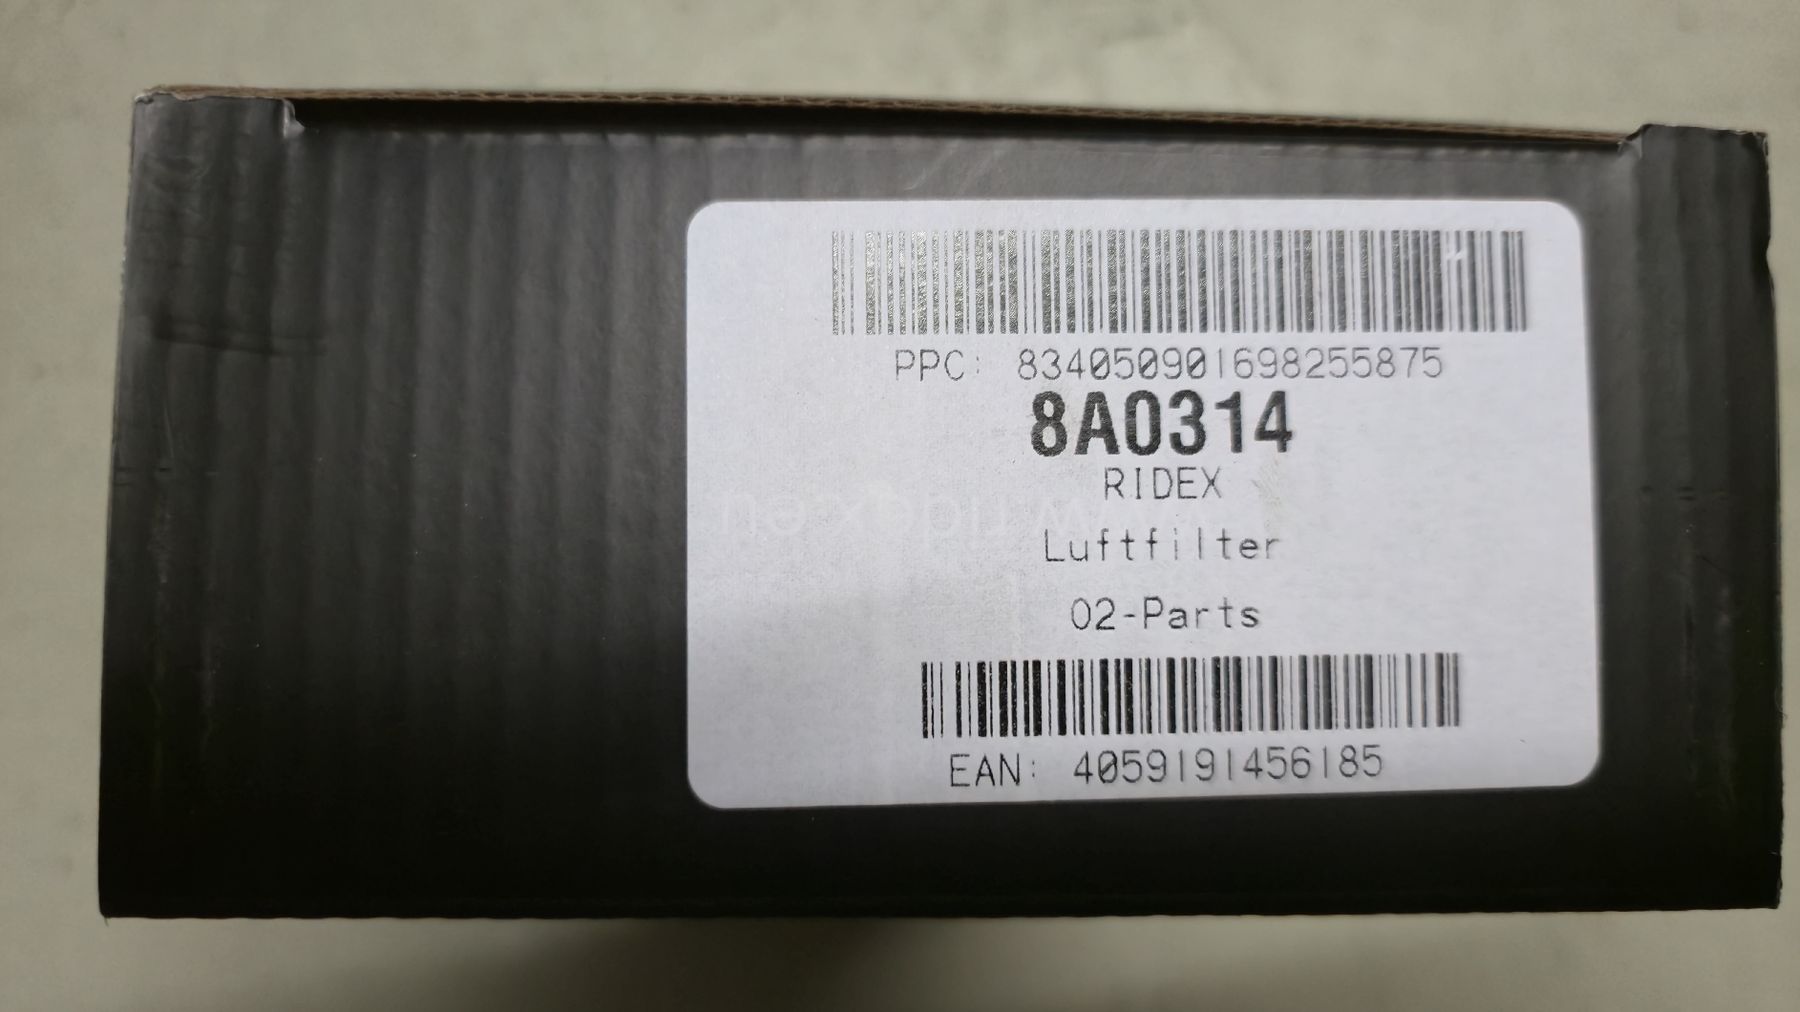 PPC: 834050901698255875
8A0314
RIDEX
Luftfilter
02-Parts
EAN: 4059191456185